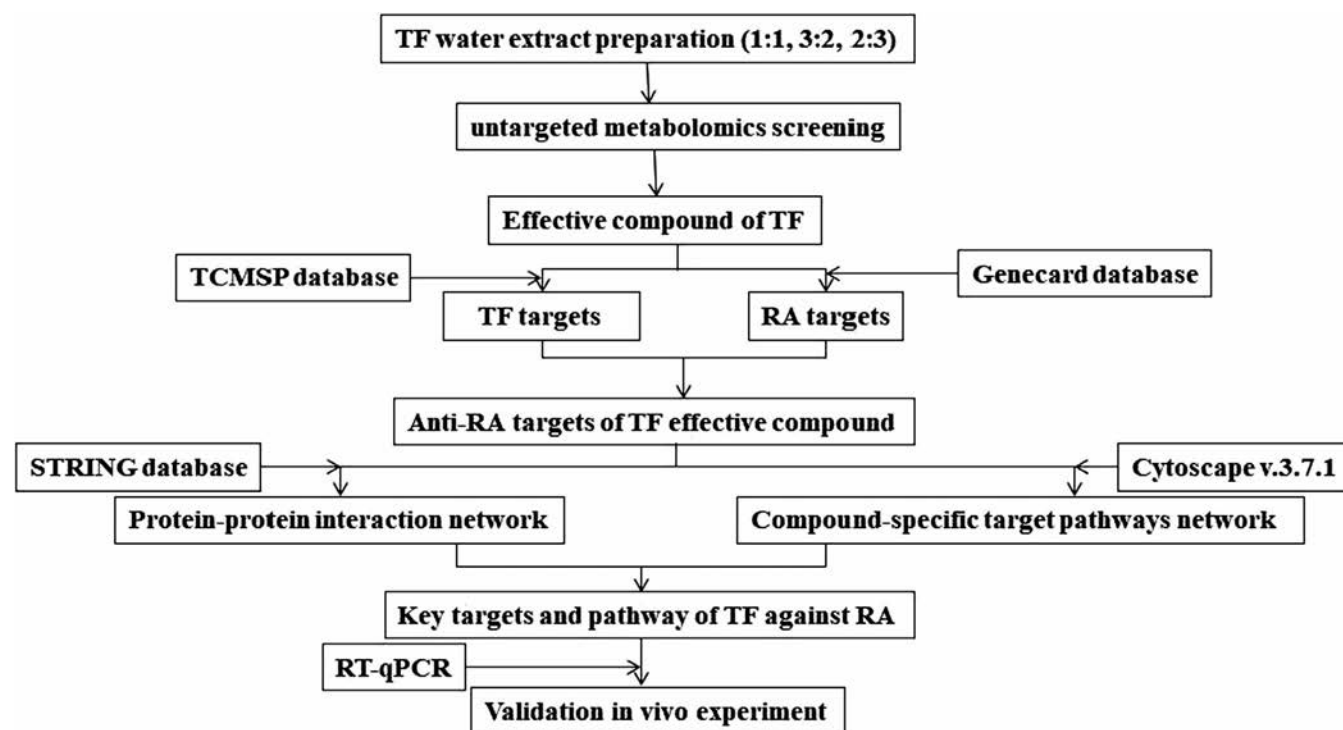 TF water extract preparation (1:1, 3:2, 2:3)
untargeted metabolomics screening
Effective compound of TF
TCMSP database
Genecard database
TF targets
RA targets
Anti-RA targets of TF effective compound
STRING database
Cytoscape v.3.7.1
Protein-protein interaction network
Compound-specific target pathways network
Key targets and pathway of TF against RA
RT-qPCR
Validation in vivo experiment